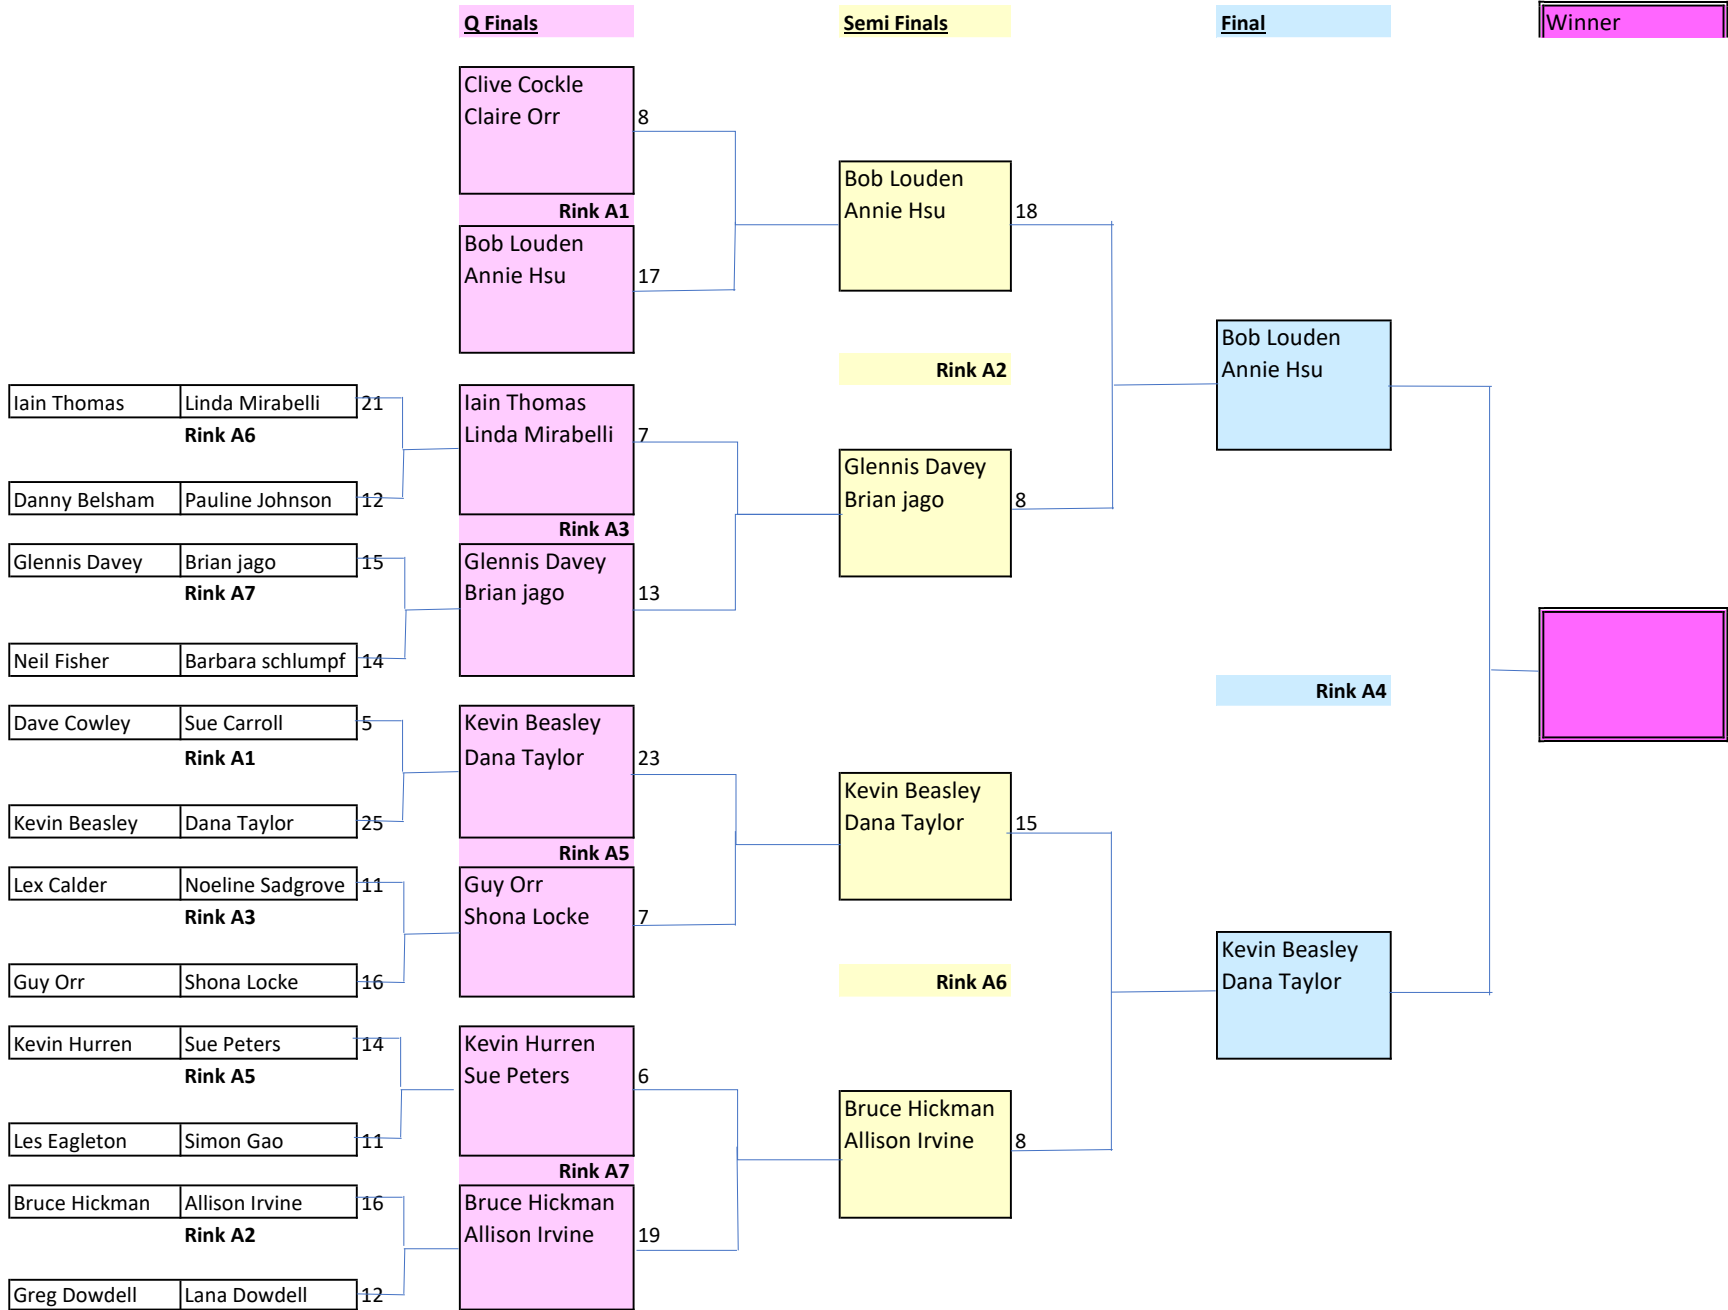 Q Finals
Semi Finals
Final
Winner
Clive Cockle
Claire Orr
8
Rink A1
Bob Louden
Annie Hsu
17
Bob Louden
Annie Hsu
18
Rink A2
Bob Louden
Annie Hsu
Iain Thomas Linda Mirabelli 21
Rink A6
Danny Belsham Pauline Johnson 12
Iain Thomas
Linda Mirabelli
7
Rink A3
Glennis Davey Brian jago 15
Rink A7
Neil Fisher Barbara schlumpf 14
Glennis Davey
Brian jago
13
Glennis Davey
Brian jago
8
Rink A4
Dave Cowley Sue Carroll 5
Rink A1
Kevin Beasley Dana Taylor 25
Kevin Beasley
Dana Taylor
23
Rink A5
Lex Calder Noeline Sadgrove 11
Rink A3
Guy Orr Shona Locke 16
Guy Orr
Shona Locke
7
Kevin Beasley
Dana Taylor
15
Rink A6
Kevin Beasley
Dana Taylor
Kevin Hurren Sue Peters 14
Rink A5
Les Eagleton Simon Gao 11
Kevin Hurren
Sue Peters
6
Rink A7
Bruce Hickman Allison Irvine 16
Rink A2
Greg Dowdell Lana Dowdell 12
Bruce Hickman
Allison Irvine
19
Bruce Hickman
Allison Irvine
8